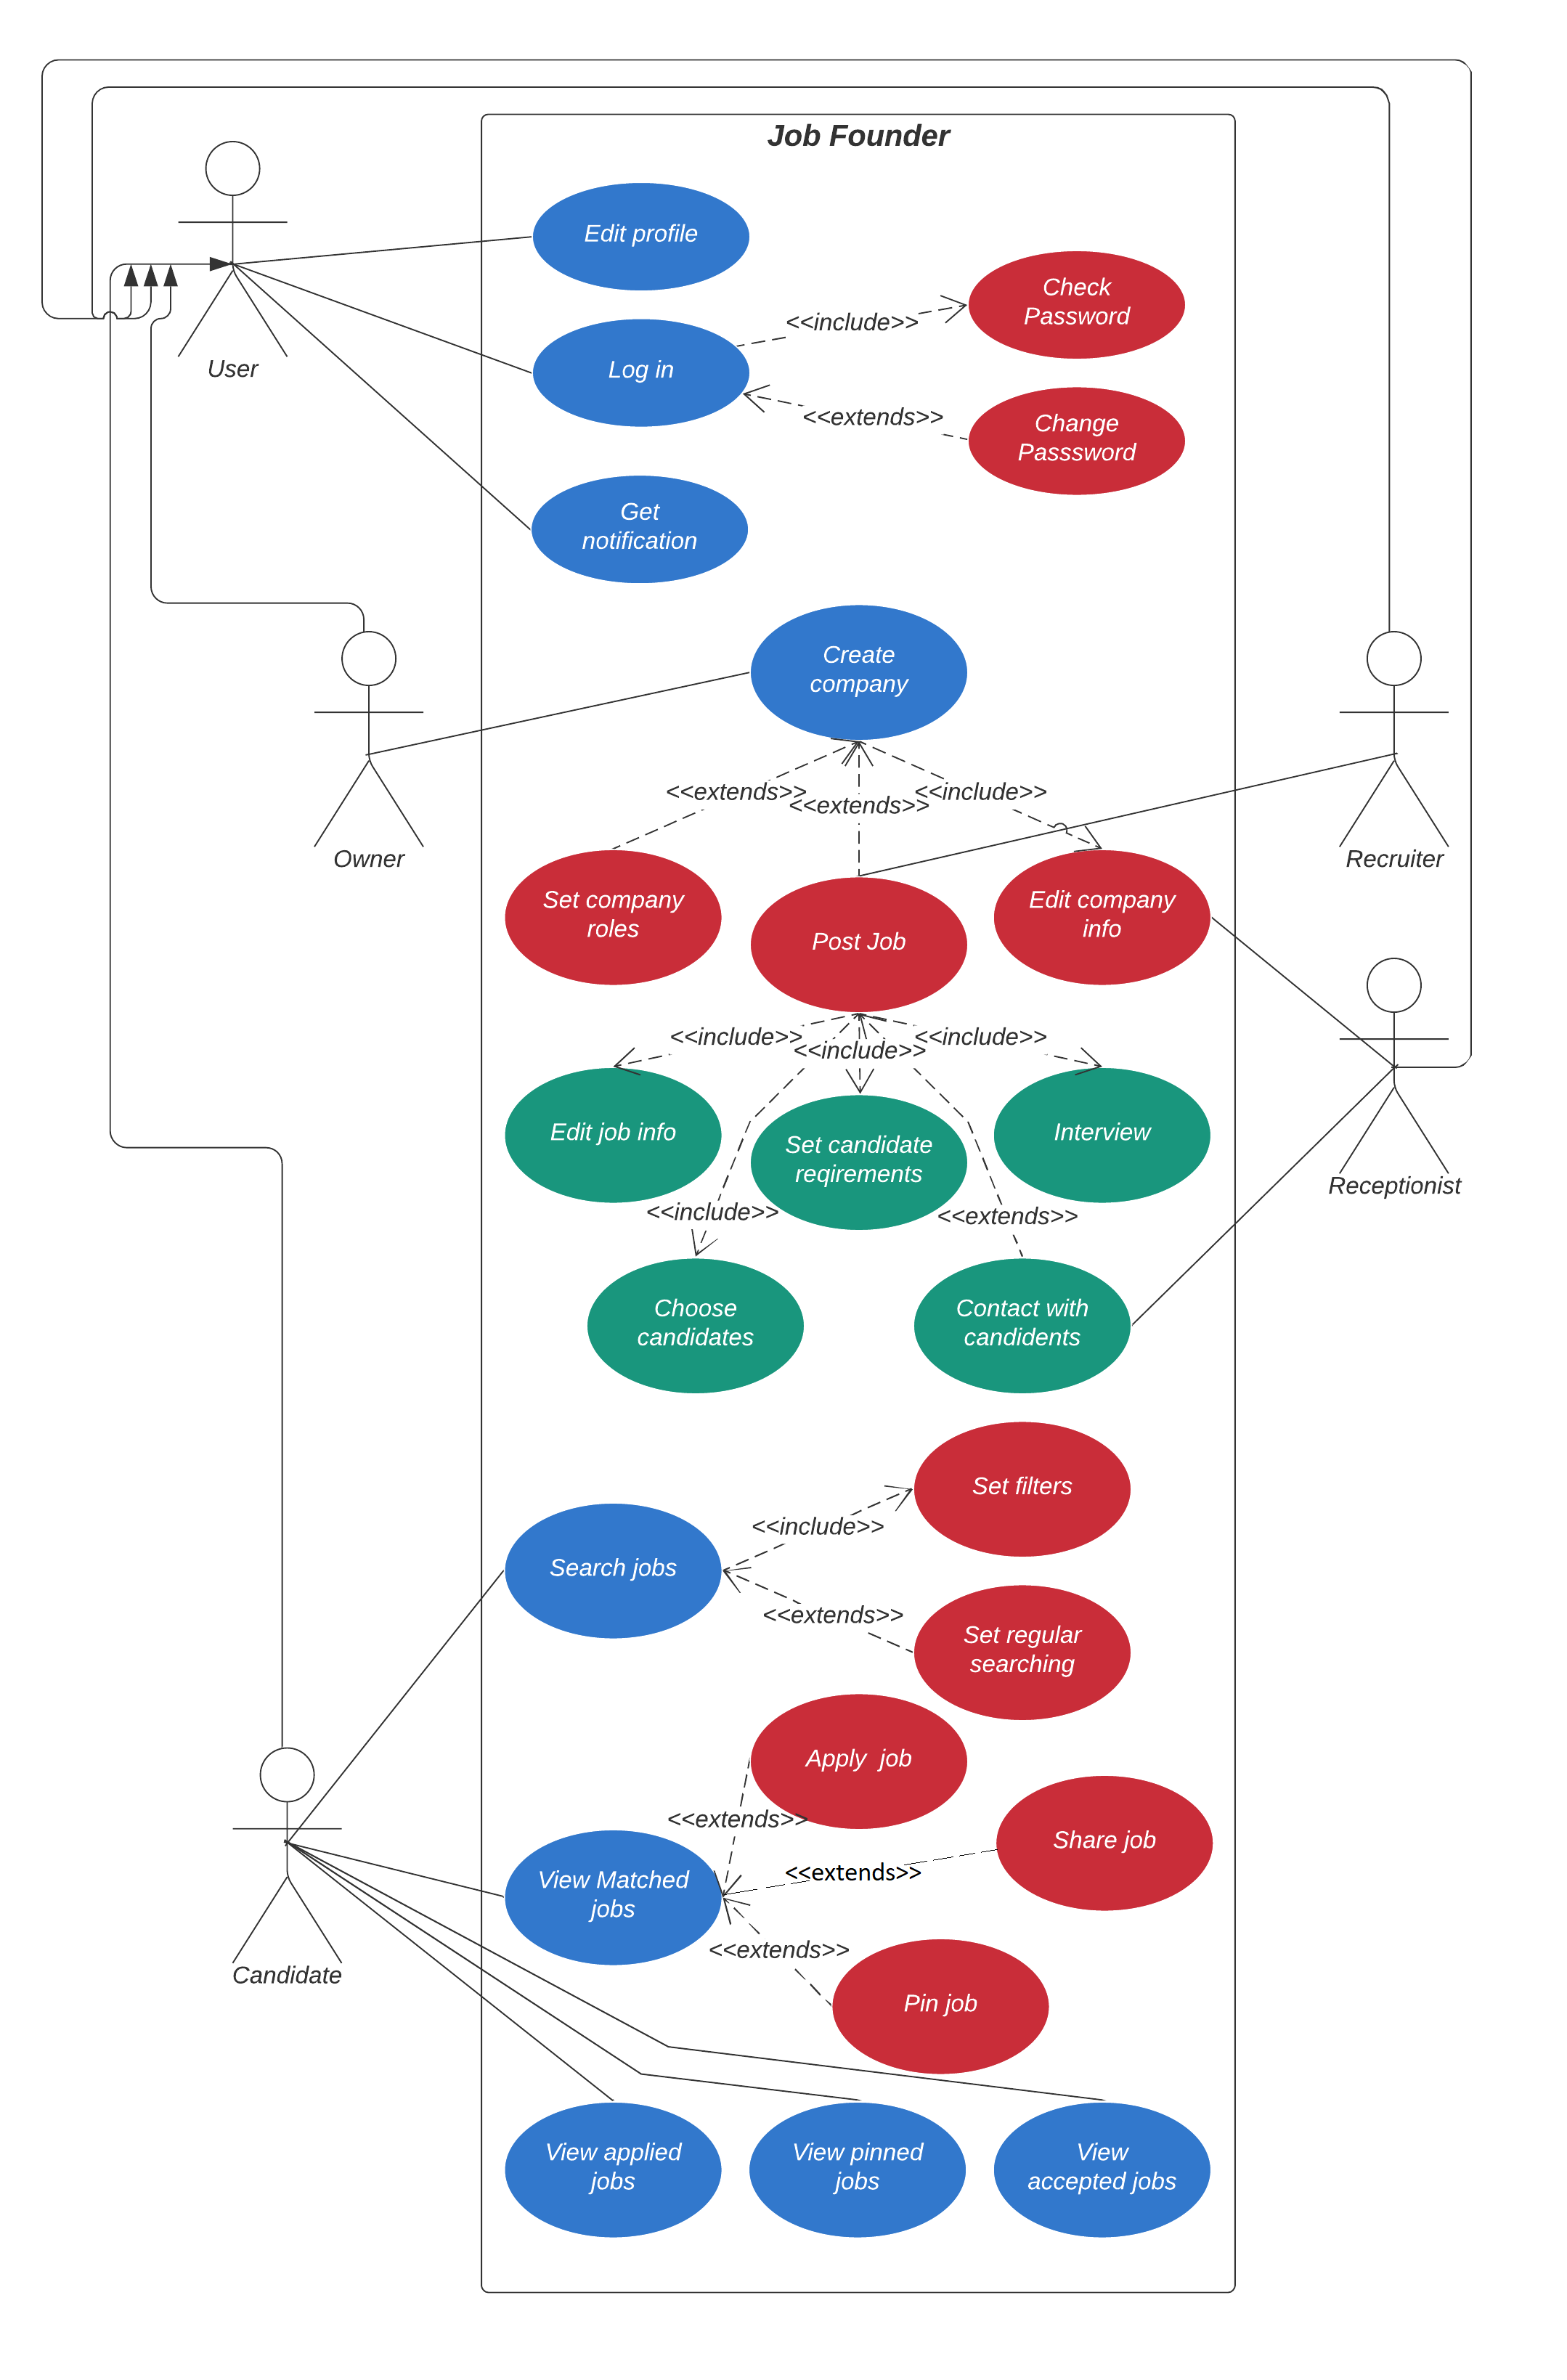 Job Founder
Edit profile
Check
Password
<<include>>
User
Log in
<<extends>>
Change
Passsword
Get
notification
Create
company
<<extends>>
<<extends>>
<<include>>
Owner
Recruiter
Set company
roles
Post Job
Edit company
info
<<include>>
<<include>>
<<include>>
Edit job info
Set candidate
reqirements
Interview
Receptionist
<<include>>
<<extends>>
Choose
candidates
Contact with
candidents
Set filters
<<include>>
Search jobs
<<extends>>
Set regular
searching
Apply  job
<<extends>>
Share job
<<extends>>
View Matched
jobs
<<extends>>
Candidate
Pin job
View applied
jobs
View pinned
jobs
View
accepted jobs